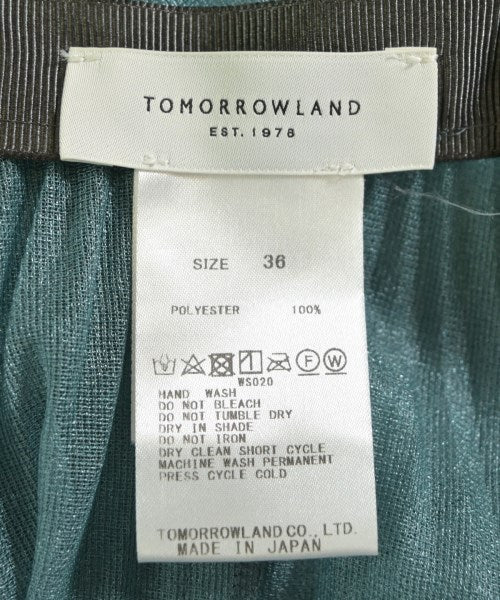 TOMORROWLAND
EST. 1978
SIZE 36
POLYESTER 100%
F W
WS020
HAND WASH
DO NOT BLEACH
DO NOT TUMBLE DRY
DRY IN SHADE
DO NOT IRON
DRY CLEAN SHORT CYCLE
MACHINE WASH PERMANENT
PRESS CYCLE COLD
TOMORROWLAND CO., LTD.
MADE IN JAPAN